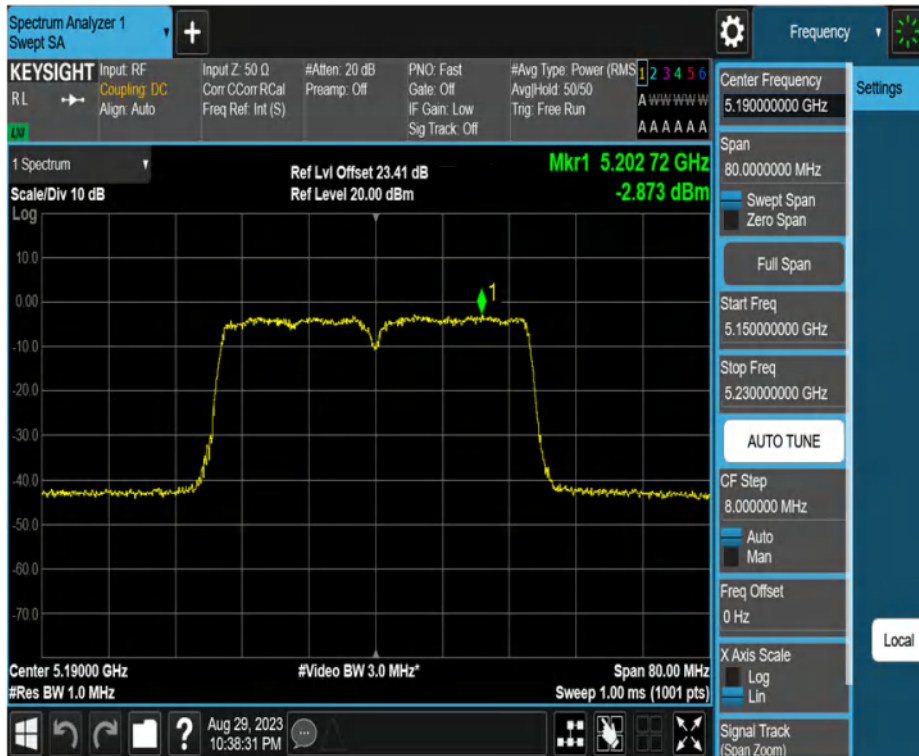 Spectrum Analyzer 1
Swept SA
+
Frequency
KEYSIGHT
RL
LXI
Input: RF
Coupling: DC
Align: Auto
Input Z: 50 Ω
Corr CCorr RCal
Freq Ref: Int (S)
#Atten: 20 dB
Preamp: Off
PNO: Fast
Gate: Off
IF Gain: Low
Sig Track: Off
#Avg Type: Power (RMS
Avg|Hold: 50/50
Trig: Free Run
1 2 3 4 5 6
A W W W W W
A A A A A A
1 Spectrum
Scale/Div 10 dB
Ref Lvl Offset 23.41 dB
Ref Level 20.00 dBm
Mkr1 5.202 72 GHz
-2.873 dBm
Log
10.0
0.00
-10.0
-20.0
-30.0
-40.0
-50.0
-60.0
-70.0
1
Center 5.19000 GHz
#Res BW 1.0 MHz
#Video BW 3.0 MHz*
Span 80.00 MHz
Sweep 1.00 ms (1001 pts)
Center Frequency
5.190000000 GHz
Settings
Span
80.0000000 MHz
Swept Span
Zero Span
Full Span
Start Freq
5.150000000 GHz
Stop Freq
5.230000000 GHz
AUTO TUNE
CF Step
8.000000 MHz
Auto
Man
Freq Offset
0 Hz
X Axis Scale
Log
Lin
Signal Track
(Span Zoom)
Local
?
Aug 29, 2023
10:38:31 PM